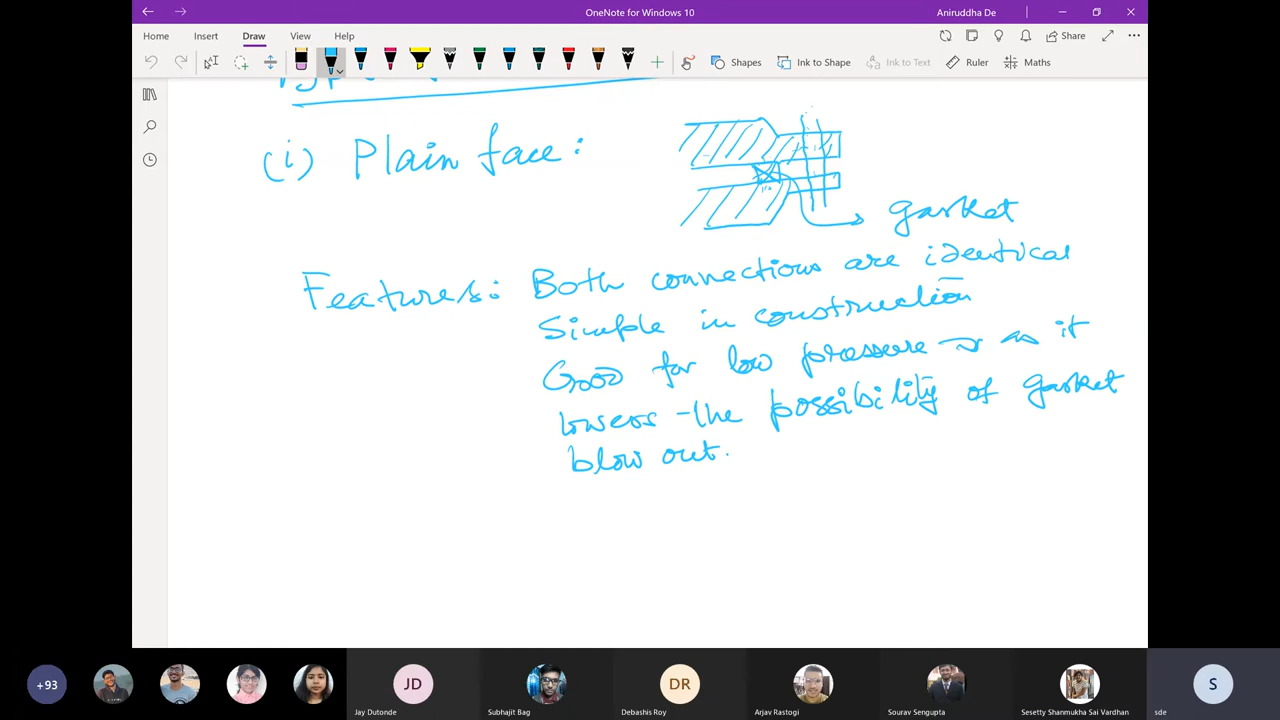 OneNote for Windows 10
Aniruddha De
Home Insert Draw View Help
Share
Shapes Ink to Shape Ink to Text Ruler Maths
(i) Plain face:
gasket
Features: Both connections are identical
Simple in construction
Good for low pressure as it
lowers the possibility of gasket
blow out.
+93
JD
DR
S
Jay Dutonde Subhajit Bag Debashis Roy Arjav Rastogi Sourav Sengupta Sesetty Shanmukha Sai Vardhan sde